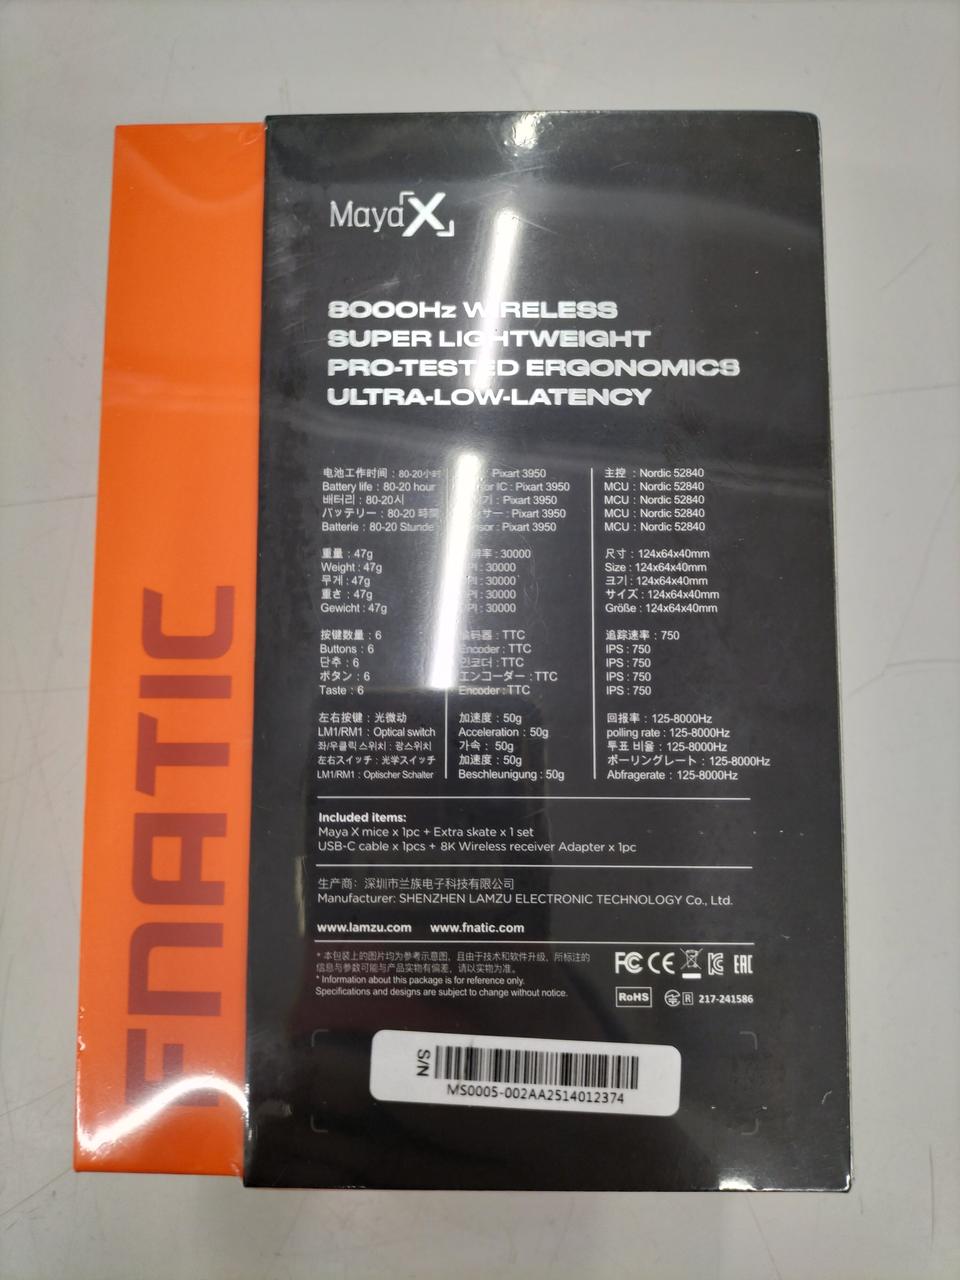 FNATIC
Maya X
8000Hz WIRELESS
SUPER LIGHTWEIGHT
PRO-TESTED ERGONOMICS
ULTRA-LOW-LATENCY
电池工作时间 : 80-20小时
Battery life : 80-20 hour
배터리 : 80-20시
バッテリー : 80-20 時間
Batterie : 80-20 Stunde
重量 : 47g
Weight : 47g
무게 : 47g
重さ : 47g
Gewicht : 47g
按键数量 : 6
Buttons : 6
단추 : 6
ボタン : 6
Taste : 6
左右按键 : 光微动
LM1/RM1 : Optical switch
좌/우클릭 스위치 : 광스위치
左右スイッチ : 光学スイッチ
LM1/RM1 : Optischer Schalter
: Pixart 3950
IC : Pixart 3950
: Pixart 3950
: Pixart 3950
: Pixart 3950
: 30000
: 30000
: 30000
: 30000
: 30000
编码器 : TTC
Encoder : TTC
인코더 : TTC
エンコーダー : TTC
Encoder : TTC
加速度 : 50g
Acceleration : 50g
가속 : 50g
加速度 : 50g
Beschleunigung : 50g
主控 : Nordic 52840
MCU : Nordic 52840
MCU : Nordic 52840
MCU : Nordic 52840
MCU : Nordic 52840
尺寸 : 124x64x40mm
Size : 124x64x40mm
크기 : 124x64x40mm
サイズ : 124x64x40mm
Größe : 124x64x40mm
追踪速率 : 750
IPS : 750
IPS : 750
IPS : 750
IPS : 750
回报率 : 125-8000Hz
polling rate : 125-8000Hz
투표 비율 : 125-8000Hz
ポーリングレート : 125-8000Hz
Abfragerate : 125-8000Hz
Included items:
Maya X mice x 1pc + Extra skate x 1 set
USB-C cable x 1pcs + 8K Wireless receiver Adapter x 1pc
生产商: 深圳市兰族电子科技有限公司
Manufacturer: SHENZHEN LAMZU ELECTRONIC TECHNOLOGY Co., Ltd.
www.lamzu.com www.fnatic.com
* 本包装上的图片均为参考示意图，且由于技术和软件升级，所标注的
信息与参数可能与产品实物有偏差，请以实物为准。
* Information about this package is for reference only.
Specifications and designs are subject to change without notice.
FC CE EAC
RoHS R 217-241586
S/N
MS0005-002AA2514012374